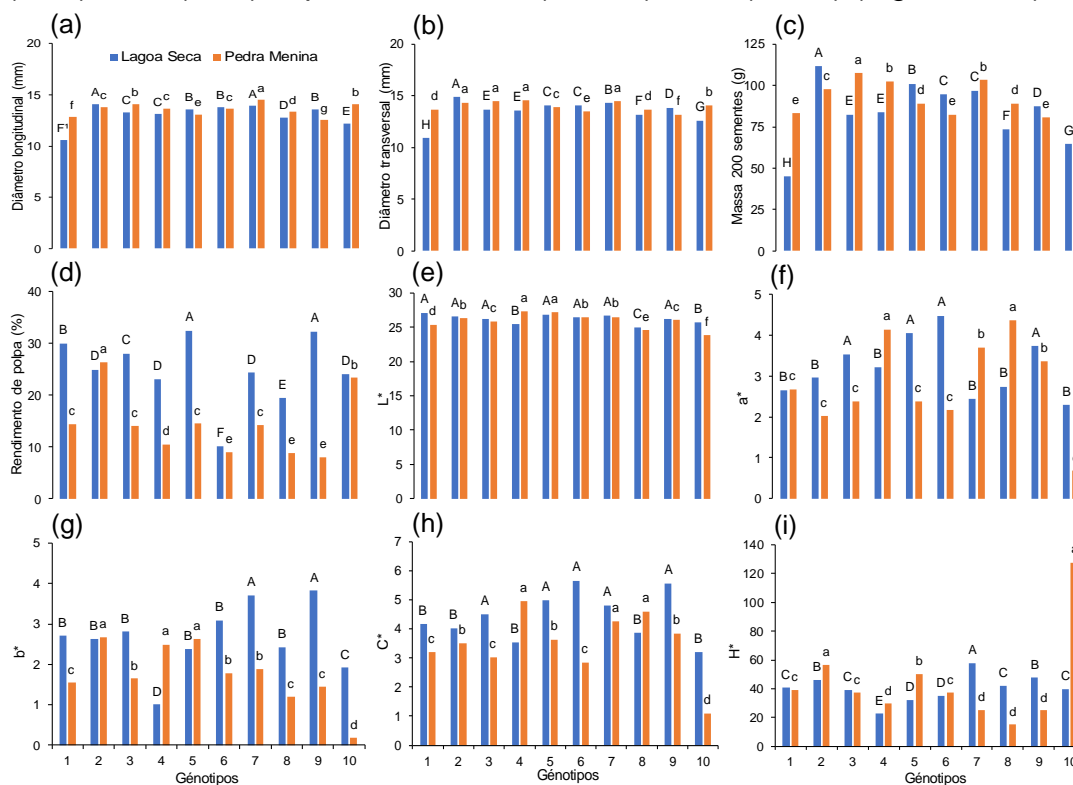 (a)
(b)
(c)
Lagoa Seca
Pedra Menina
Diâmetro longitudinal (mm)
20
15
10
5
0
F¹ f A c C b C c B e B c A a D d B g E b
Diâmetro transversal (mm)
20
15
10
5
0
H d A a E a E a C c C e B a F d D f G b
Massa 200 sementes (g)
125
100
75
50
25
0
H e A c E a E b B d C e C b F d D e G
(d)
(e)
(f)
Rendimento de polpa (%)
40
30
20
10
0
B c D a C c D d B c F e D c E e A e D b
L*
30
25
20
15
10
5
0
A d A b A c B a A a A b A b C e A c B f
a*
5
4
3
2
1
0
B c B c A c B a A c A c B b B a A b B
(g)
(h)
(i)
b*
5
4
3
2
1
0
B c B a B c D a B a B c A c B c A c C d
1 2 3 4 5 6 7 8 9 10
Génotipos
C*
6
5
4
3
2
1
0
B c B b A c B a A b A c A a B a A b B d
1 2 3 4 5 6 7 8 9 10
Génotipos
H*
140
120
100
80
60
40
20
0
C c B a C c E d D b D c A d C d B d C
1 2 3 4 5 6 7 8 9 10
Génotipos